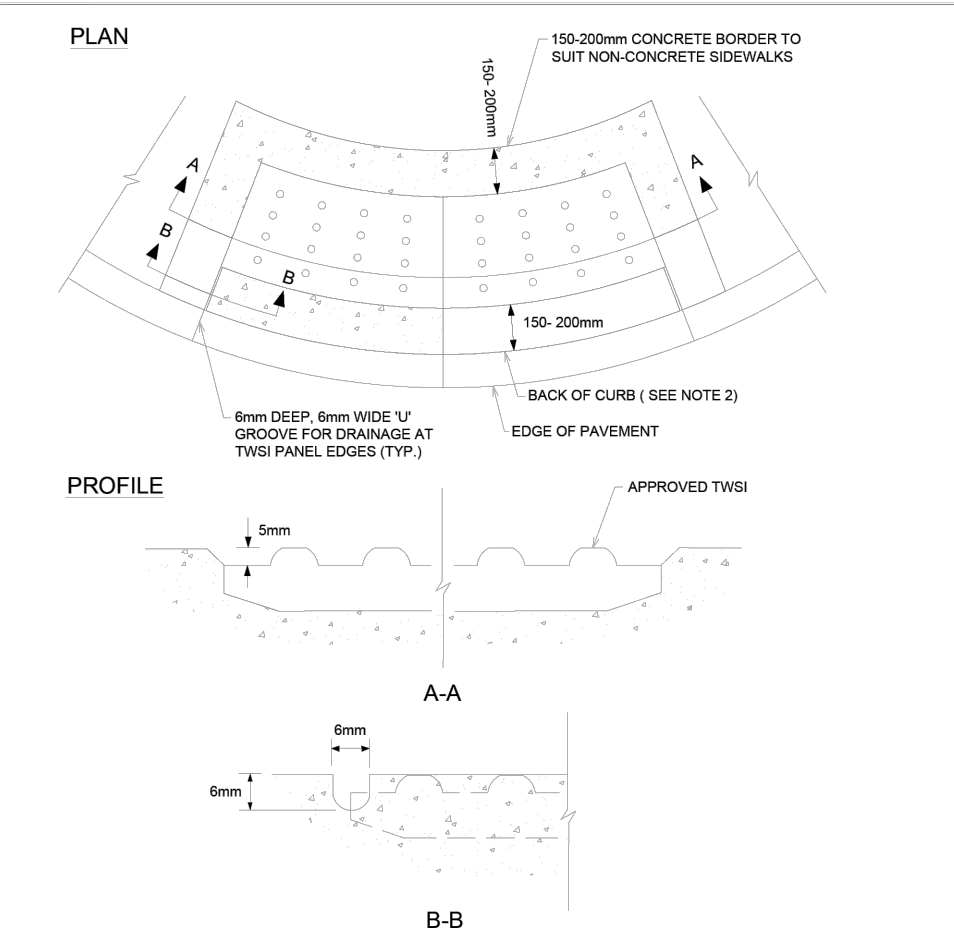 PLAN
150-200mm CONCRETE BORDER TO
SUIT NON-CONCRETE SIDEWALKS
150- 200mm
A
A
B
B
150- 200mm
BACK OF CURB ( SEE NOTE 2)
6mm DEEP, 6mm WIDE 'U'
GROOVE FOR DRAINAGE AT
TWSI PANEL EDGES (TYP.)
EDGE OF PAVEMENT
PROFILE
APPROVED TWSI
5mm
A-A
6mm
6mm
B-B